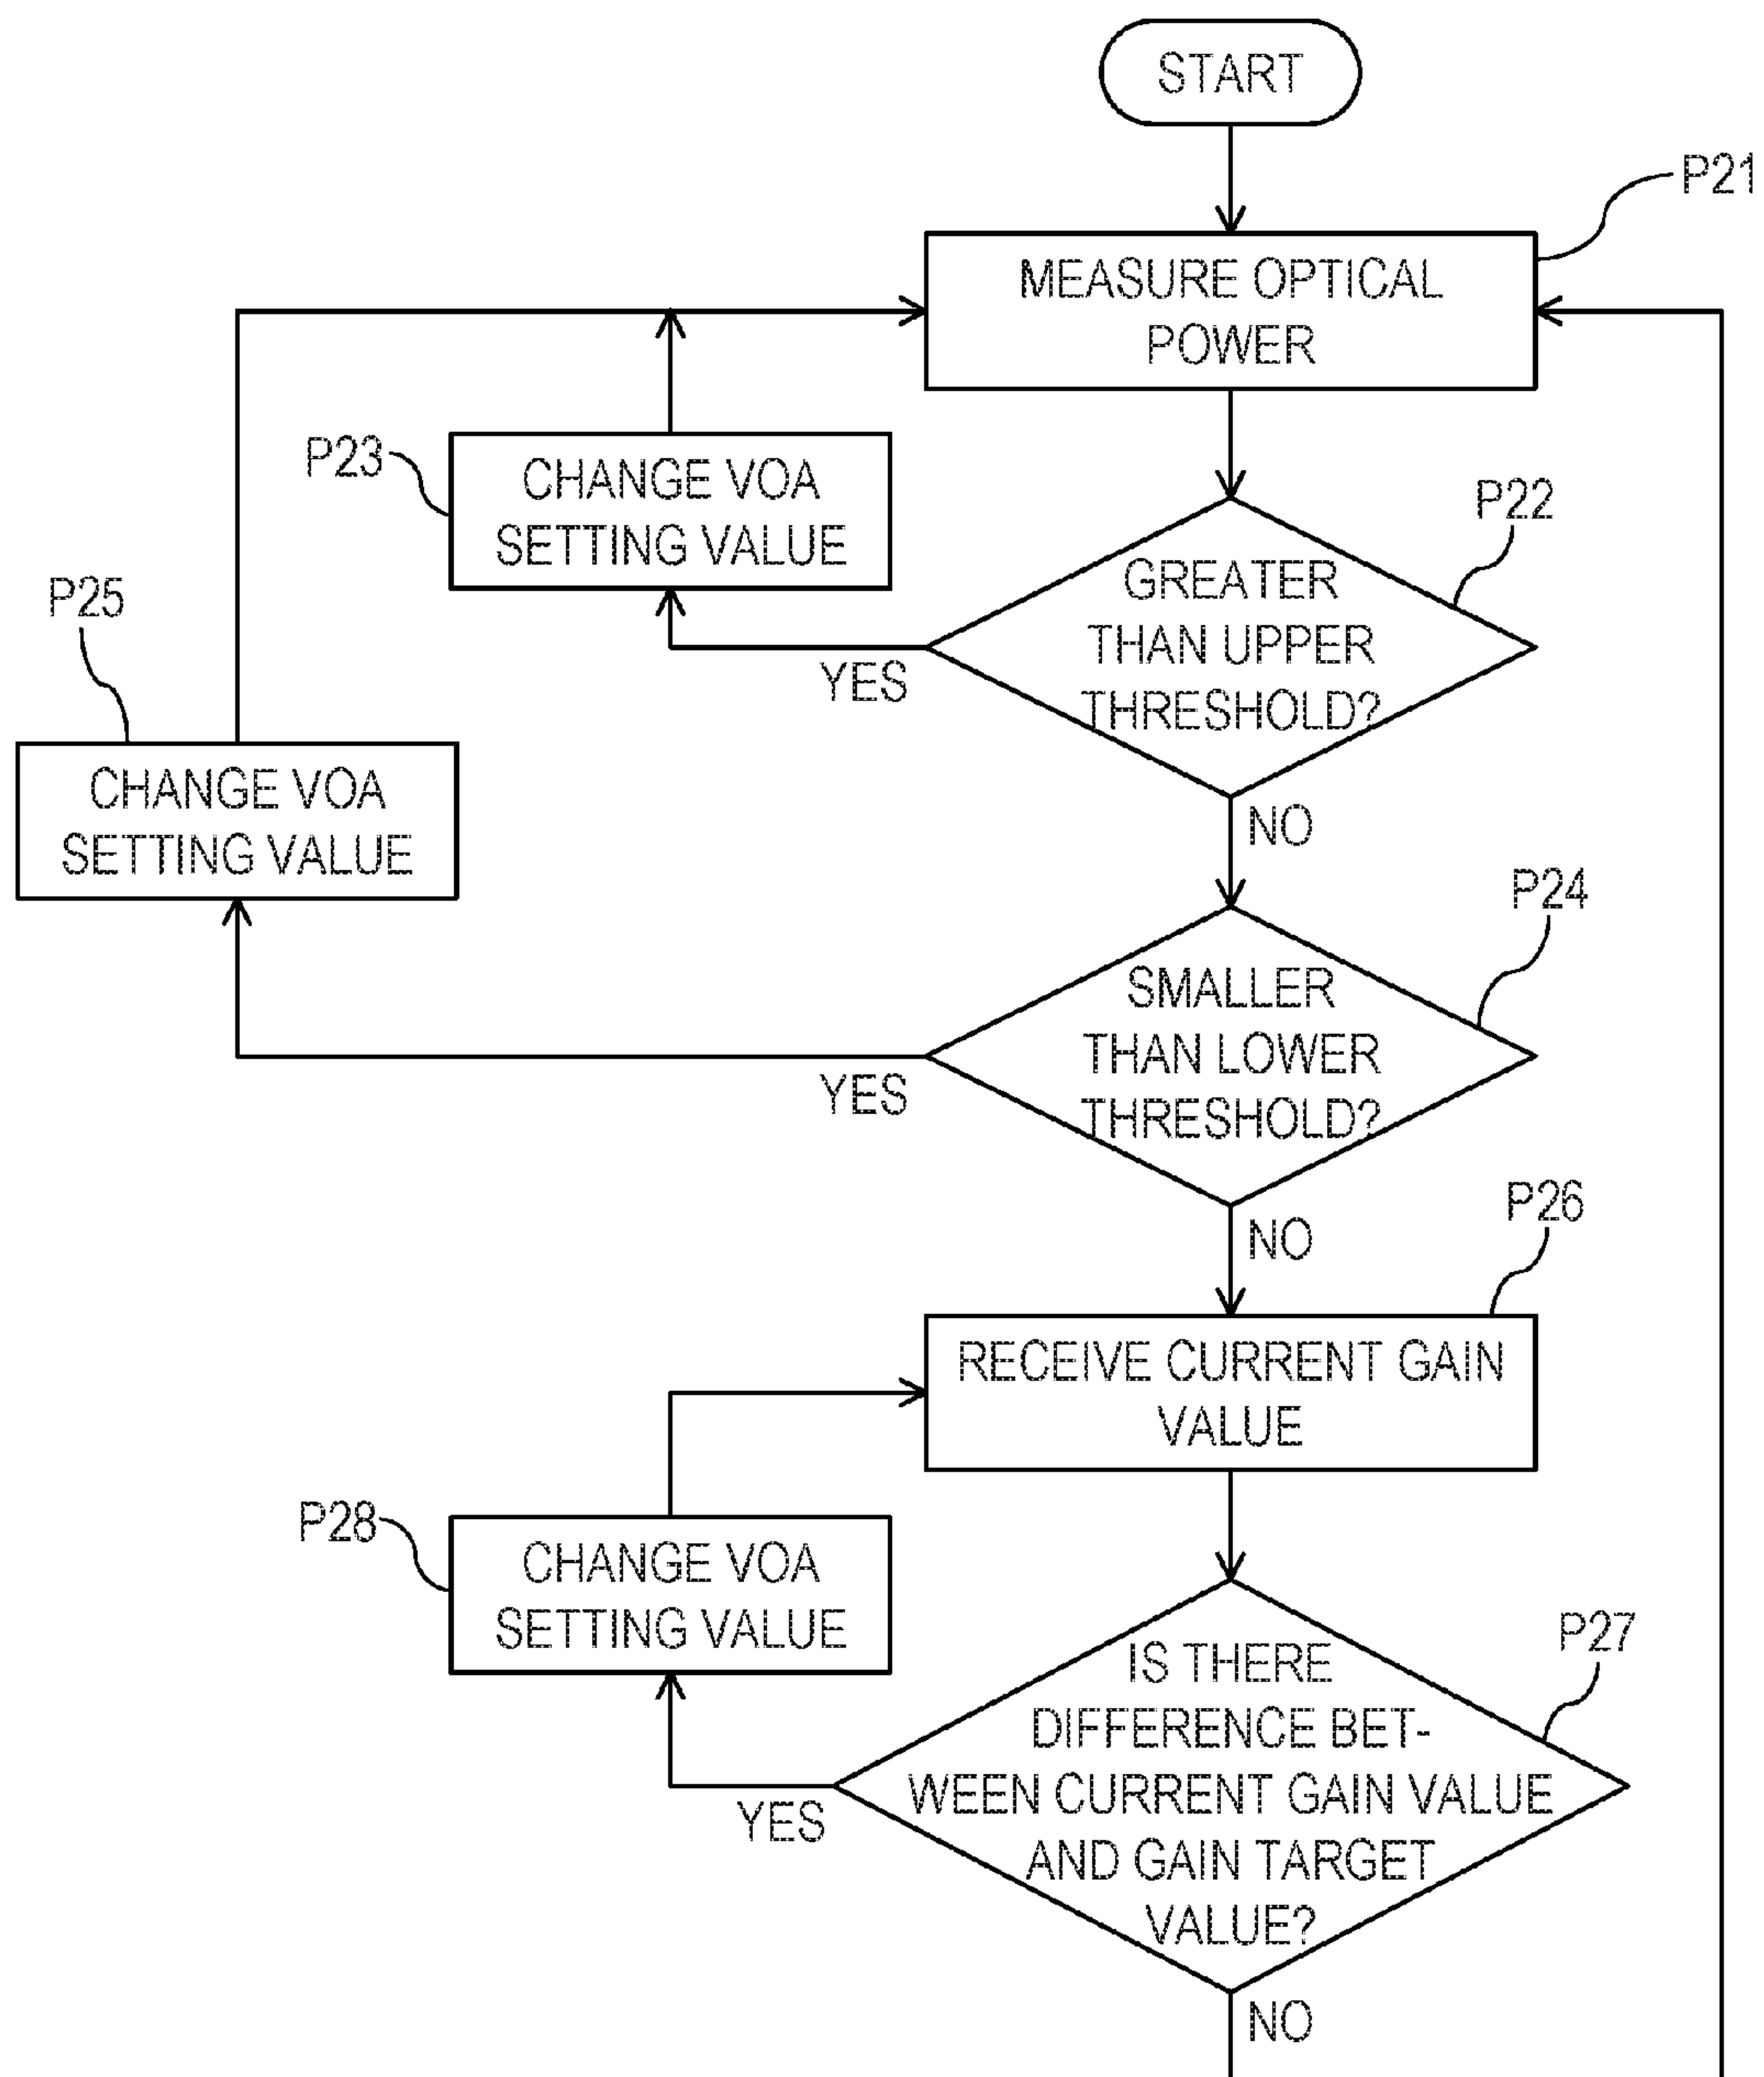 START
P21
MEASURE OPTICAL
POWER
P23
CHANGE VOA
SETTING VALUE
P22
GREATER
THAN UPPER
THRESHOLD?
YES
NO
P25
CHANGE VOA
SETTING VALUE
P24
SMALLER
THAN LOWER
THRESHOLD?
YES
NO
P26
RECEIVE CURRENT GAIN
VALUE
P28
CHANGE VOA
SETTING VALUE
P27
IS THERE
DIFFERENCE BET-
WEEN CURRENT GAIN VALUE
AND GAIN TARGET
VALUE?
YES
NO